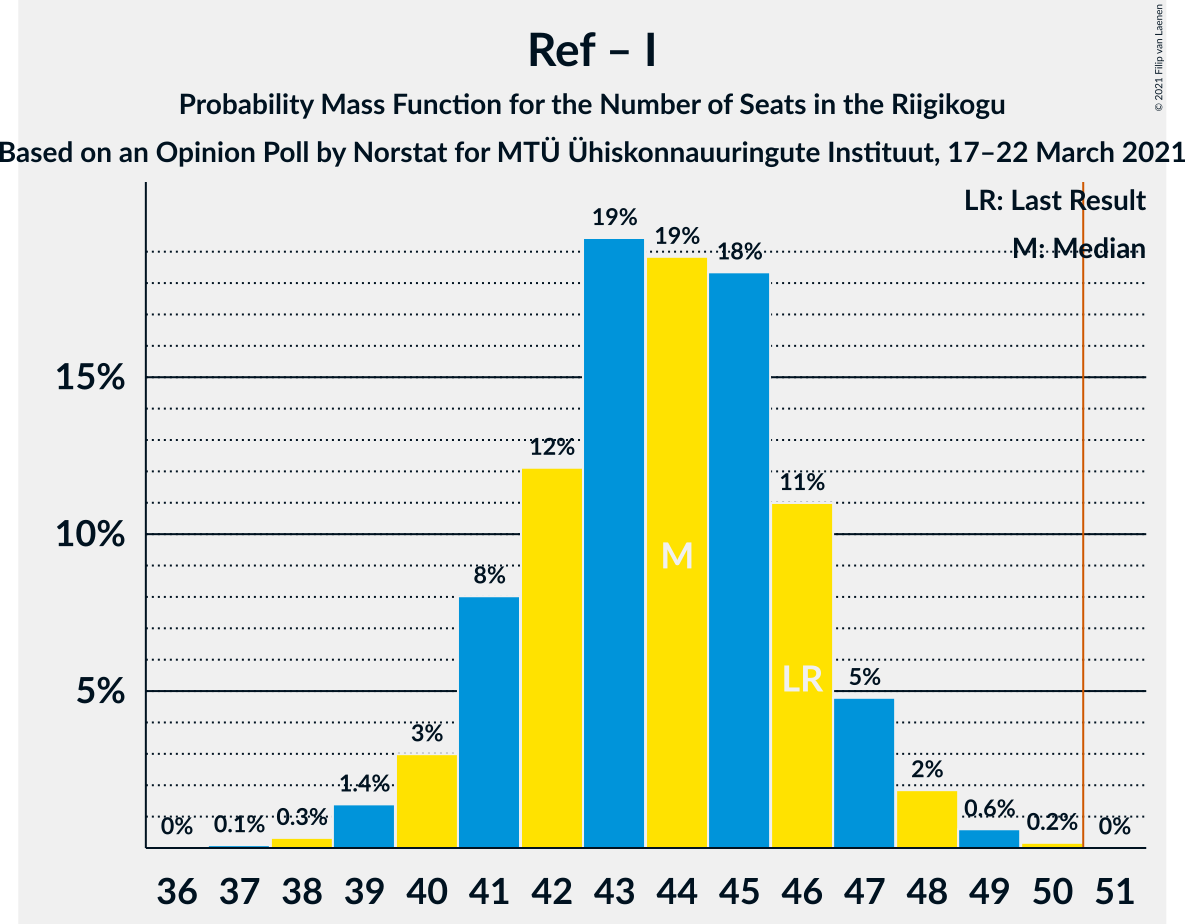 Ref – I
Probability Mass Function for the Number of Seats in the Riigikogu
Based on an Opinion Poll by Norstat for MTÜ Ühiskonnauuringute Instituut, 17–22 March 2021
© 2021 Filip van Laenen
LR: Last Result
M: Median
15%
10%
5%
0%
0.1%
0.3%
1.4%
3%
8%
12%
19%
19%
18%
11%
5%
2%
0.6%
0.2%
0%
M
LR
36 37 38 39 40 41 42 43 44 45 46 47 48 49 50 51